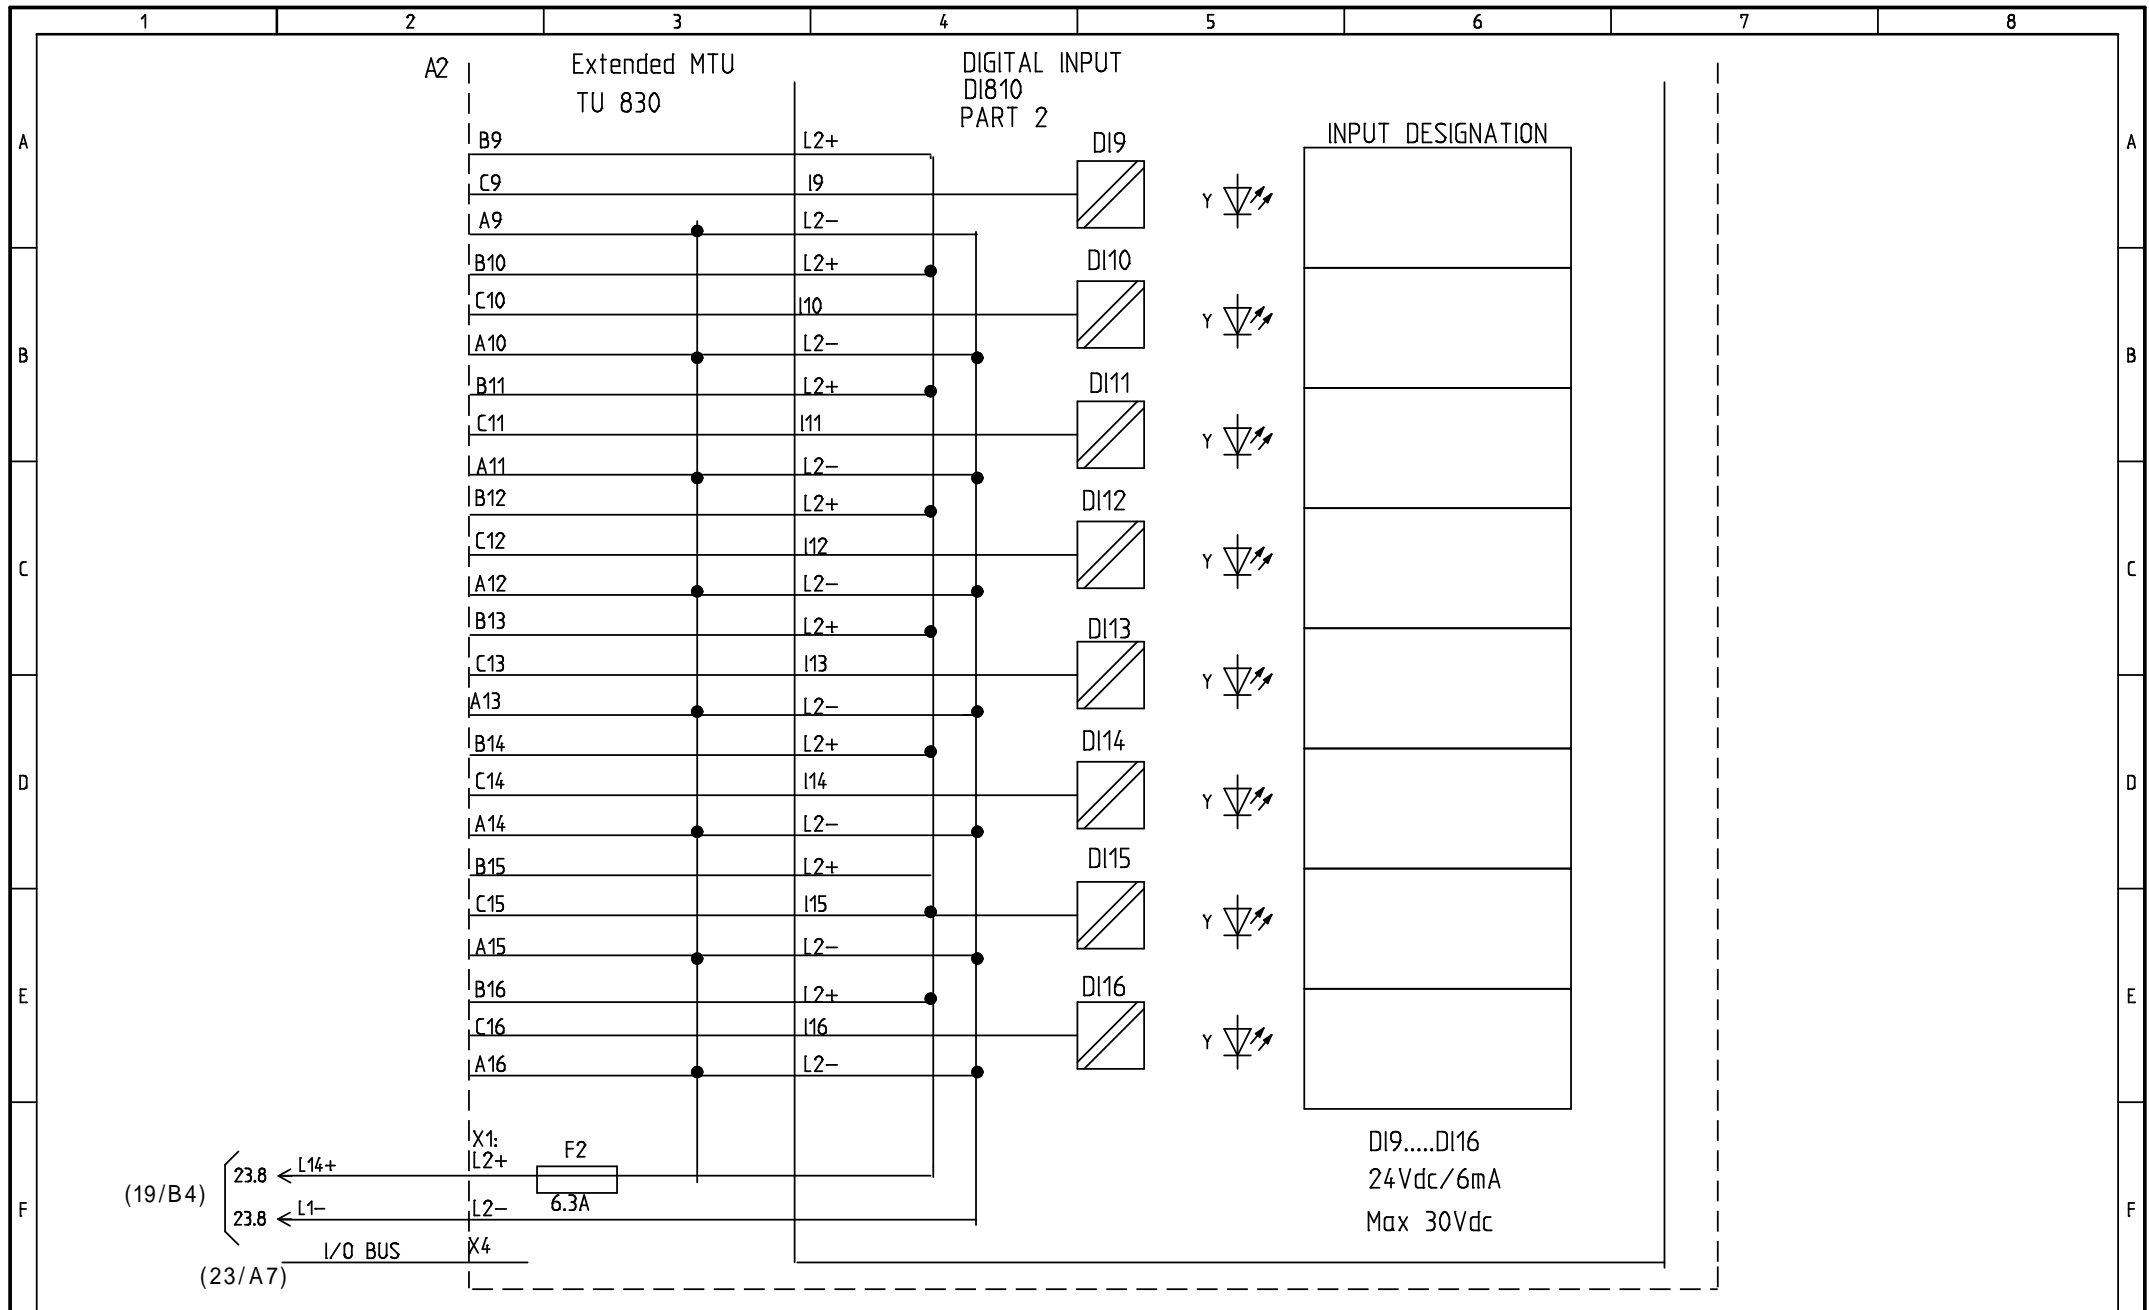 1 2 3 4 5 6 7 8
A2
Extended MTU
TU 830
DIGITAL INPUT
DI810
PART 2
INPUT DESIGNATION
A A
B9 L2+ DI9
C9 I9 Y
A9 L2-
B10 L2+ DI10
C10 I10 Y
B B
A10 L2-
B11 L2+ DI11
C11 I11 Y
A11 L2-
B12 L2+ DI12
C12 I12 Y
C C
A12 L2-
B13 L2+ DI13
C13 I13 Y
A13 L2-
B14 L2+ DI14
D D
C14 I14 Y
A14 L2-
B15 L2+ DI15
C15 I15 Y
A15 L2-
B16 L2+ DI16
E E
C16 I16 Y
A16 L2-
X1:
F2
DI9.....DI16
23.8 L14+ L2+
24Vdc/6mA
(19/B4)
6.3A
F F
23.8 L1- L2-
Max 30Vdc
I/O BUS X4
(23/A7)